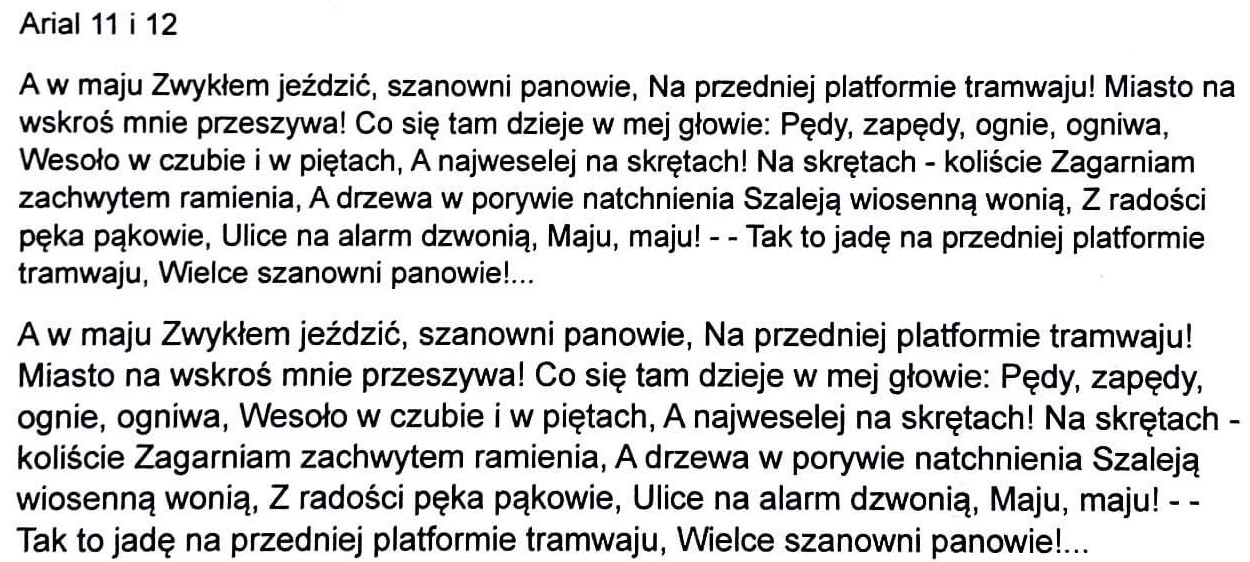 Arial 11 i 12
A w maju Zwykłem jeździć, szanowni panowie, Na przedniej platformie tramwaju! Miasto na
wskroś mnie przeszywa! Co się tam dzieje w mej głowie: Pędy, zapędy, ognie, ogniwa,
Wesoło w czubie i w piętach, A najweselej na skrętach! Na skrętach - koliście Zagarniam
zachwytem ramienia, A drzewa w porywie natchnienia Szaleją wiosenną wonią, Z radości
pęka pąkowie, Ulice na alarm dzwonią, Maju, maju! - - Tak to jadę na przedniej platformie
tramwaju, Wielce szanowni panowie!...
A w maju Zwykłem jeździć, szanowni panowie, Na przedniej platformie tramwaju!
Miasto na wskroś mnie przeszywa! Co się tam dzieje w mej głowie: Pędy, zapędy,
ognie, ogniwa, Wesoło w czubie i w piętach, A najweselej na skrętach! Na skrętach -
koliście Zagarniam zachwytem ramienia, A drzewa w porywie natchnienia Szaleją
wiosenną wonią, Z radości pęka pąkowie, Ulice na alarm dzwonią, Maju, maju! - -
Tak to jadę na przedniej platformie tramwaju, Wielce szanowni panowie!...